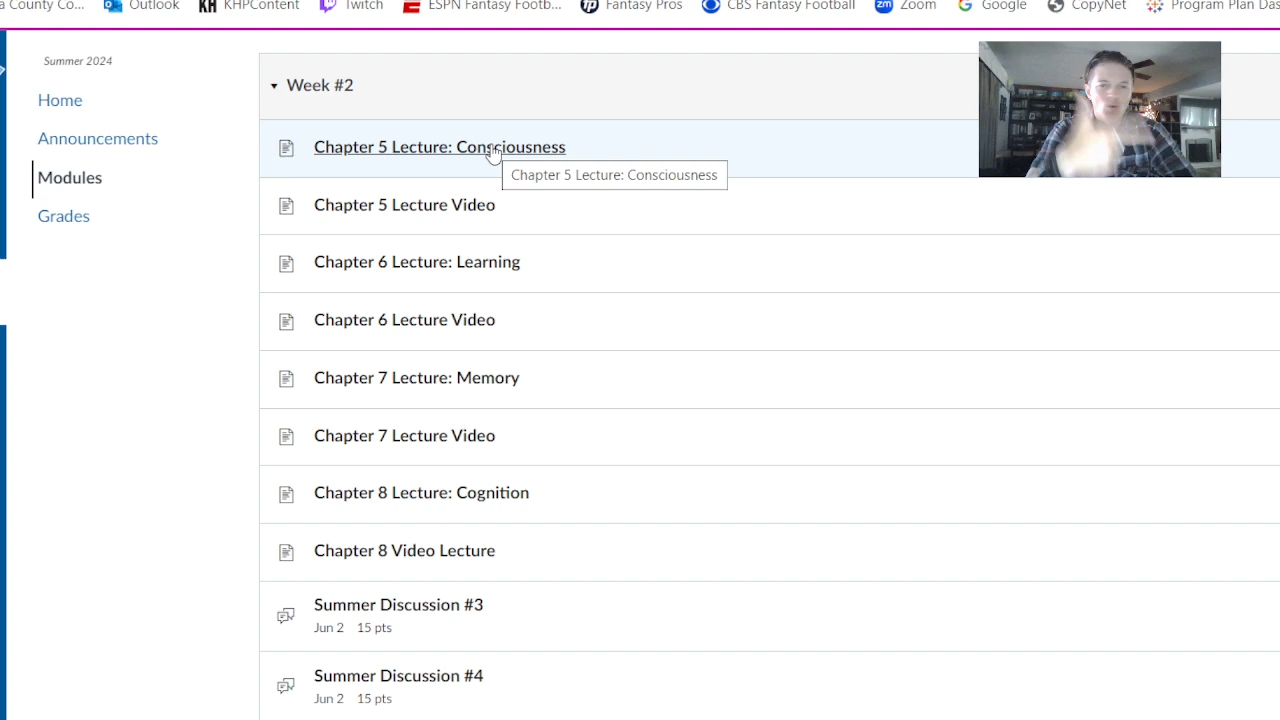 a County Co... Outlook KHPContent Twitch ESPN Fantasy Footb... Fantasy Pros CBS Fantasy Football Zoom Google CopyNet Program Plan Das
Summer 2024
Home
Announcements
Modules
Grades
Week #2
Chapter 5 Lecture: Consciousness
Chapter 5 Lecture: Consciousness
Chapter 5 Lecture Video
Chapter 6 Lecture: Learning
Chapter 6 Lecture Video
Chapter 7 Lecture: Memory
Chapter 7 Lecture Video
Chapter 8 Lecture: Cognition
Chapter 8 Video Lecture
Summer Discussion #3
Jun 2 15 pts
Summer Discussion #4
Jun 2 15 pts